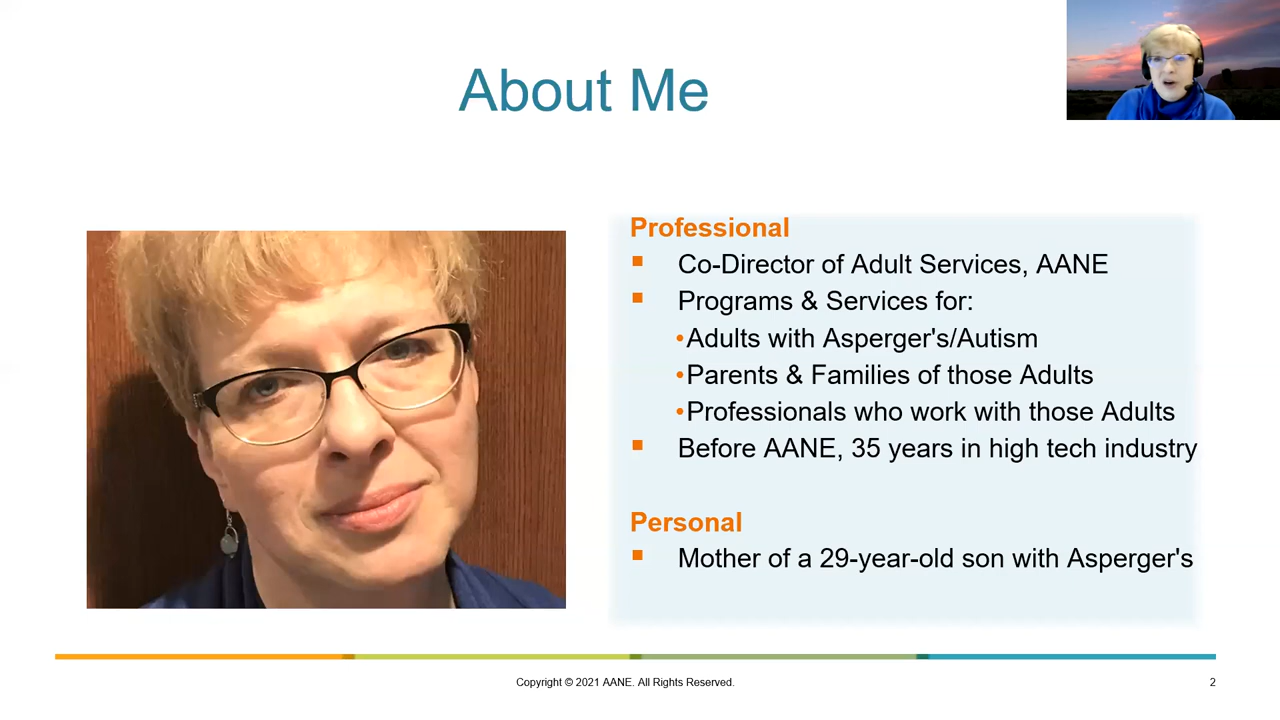 About Me
Professional
▪ Co-Director of Adult Services, AANE
▪ Programs & Services for:
•Adults with Asperger's/Autism
•Parents & Families of those Adults
•Professionals who work with those Adults
▪ Before AANE, 35 years in high tech industry
Personal
▪ Mother of a 29-year-old son with Asperger's
Copyright © 2021 AANE. All Rights Reserved.
2